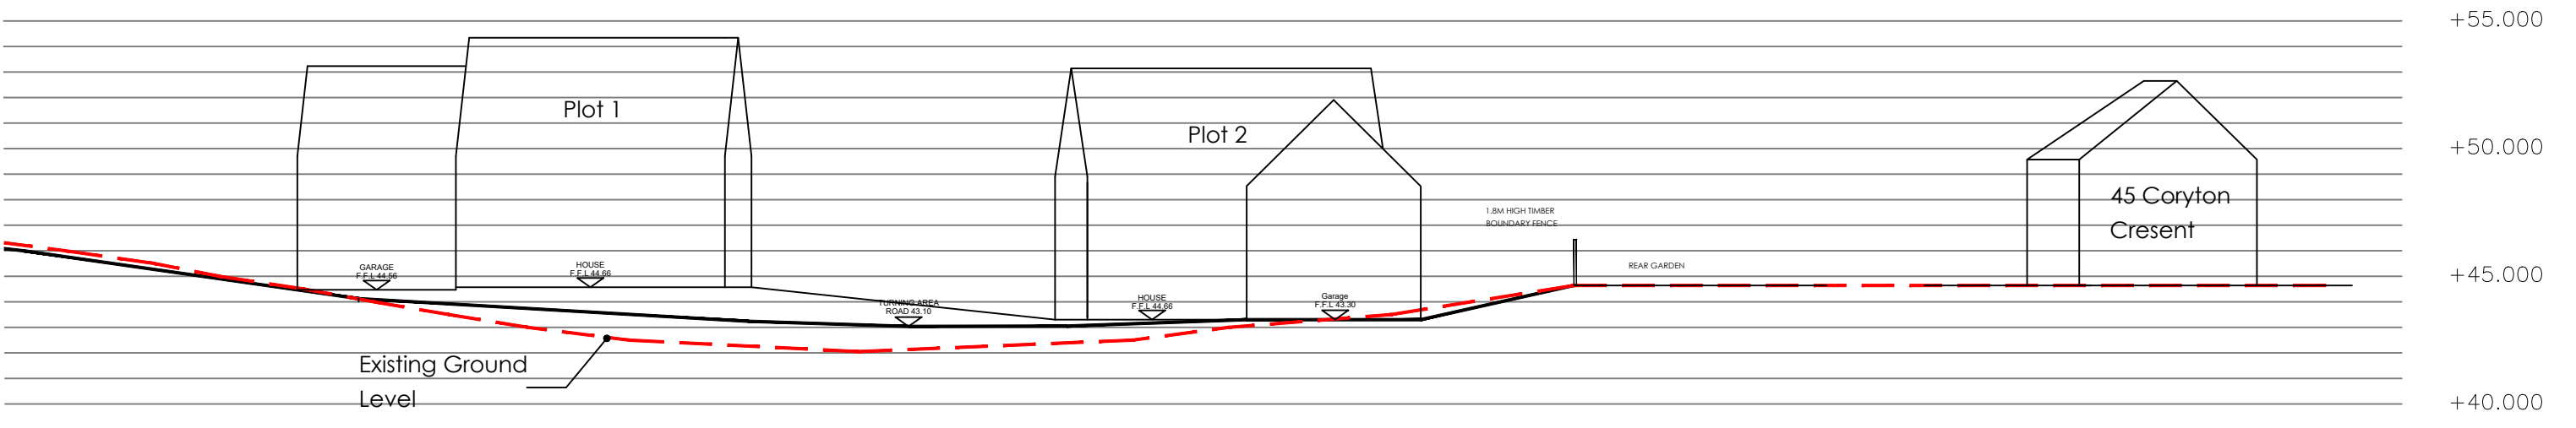 +55.000
Plot 1
Plot 2
+50.000
45 Coryton
Cresent
1.8M HIGH TIMBER
BOUNDARY FENCE
REAR GARDEN
GARAGE
F.F.L 44.56
HOUSE
F.F.L 44.66
+45.000
TURNING AREA
ROAD 43.10
HOUSE
F.F.L 44.66
Garage
F.F.L 43.30
Existing Ground
Level
+40.000